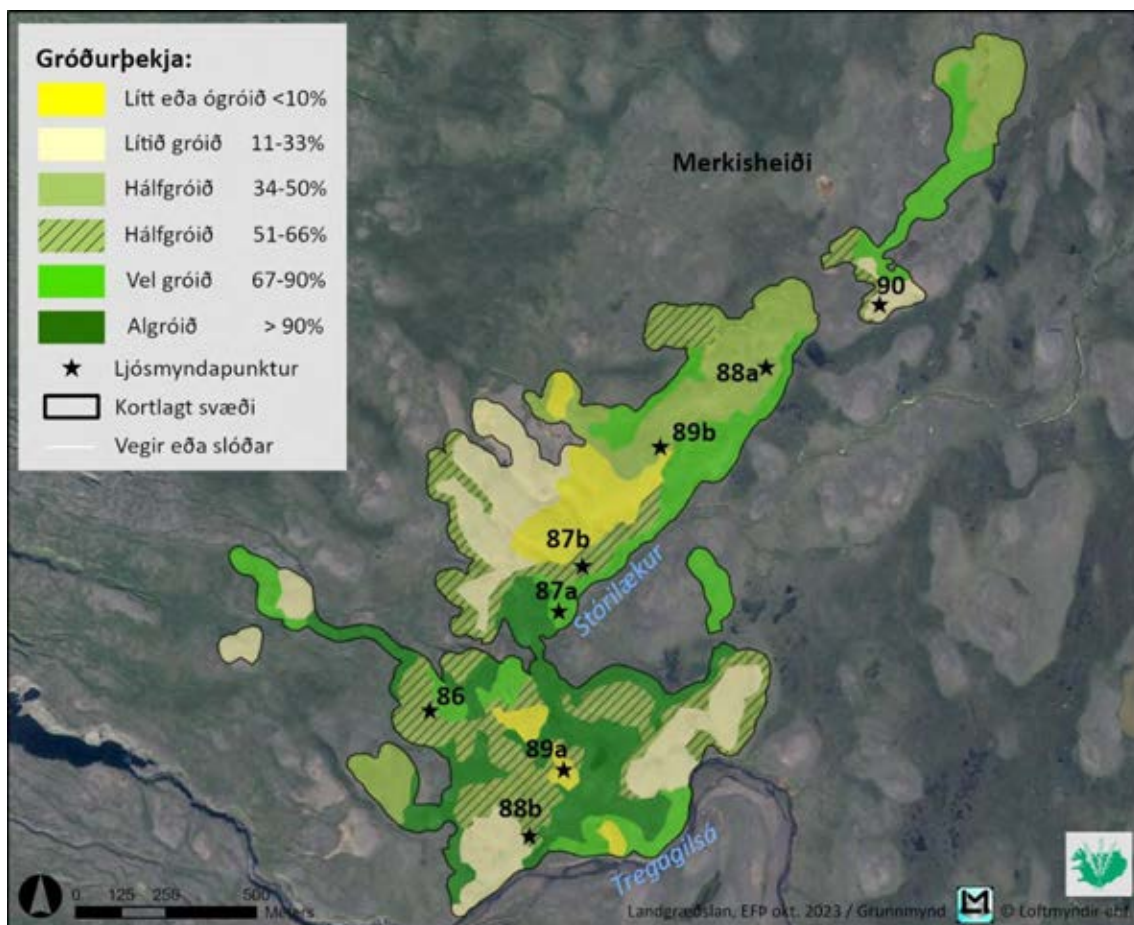 Gróðurþekja:
Lítt eða ógróið <10%
Lítið gróið 11-33%
Hálfgróið 34-50%
Hálfgróið 51-66%
Vel gróið 67-90%
Algróið > 90%
Ljósmyndapunktur
Kortlagt svæði
Vegir eða slóðar
Merkisheiði
90
88a
89b
87b
87a
Stórilækur
86
89a
88b
Tregagilsá
0 125 250 500
Meters
Landgræðslan, EFÞ okt. 2023 / Grunnmynd © Loftmyndir ehf